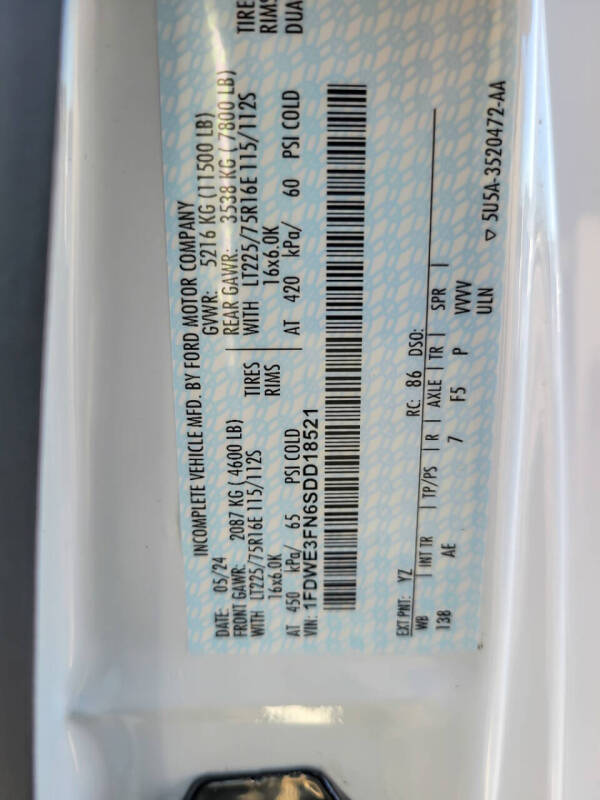 INCOMPLETE VEHICLE MFD. BY FORD MOTOR COMPANY
DATE: 05/24 GVWR: 5216 KG (11500 LB)
FRONT GAWR: 2087 KG ( 4600 LB) REAR GAWR: 3538 KG ( 7800 LB)
WITH LT225/75R16E 115/112S TIRES WITH LT225/75R16E 115/112S TIRE
16x6.0K RIMS 16x6.0K RIMS
AT 450 kPa/ 65 PSI COLD AT 420 kPa/ 60 PSI COLD DUA
VIN: 1FDWE3FN6SDD18521
EXT PNT: YZ RC: 86 DSO:
WB INT TR TP/PS R AXLE TR SPR
138 AE 7 F5 P VVVV
ULN
▽ 5U5A-3520472-AA